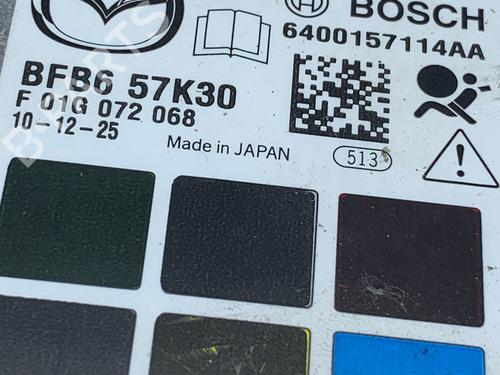 BOSCH
6400157114AA
BFB6 57K30
F 01G 072 068
10-12-25
Made in JAPAN
513